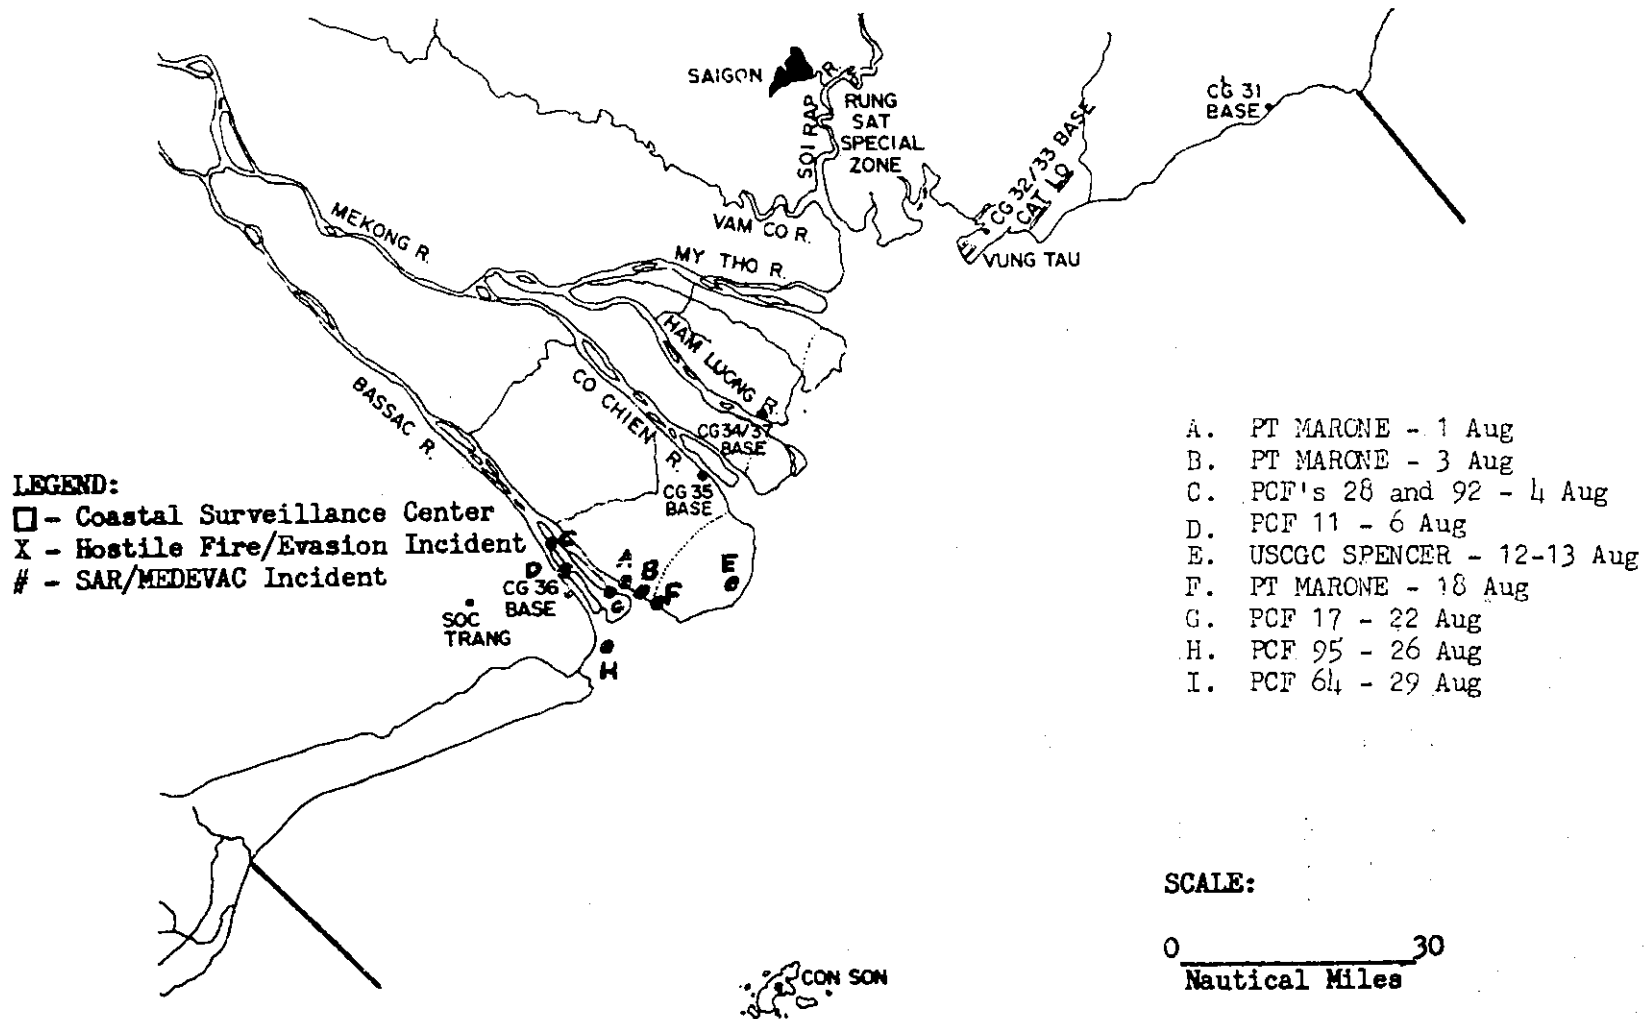 SAIGON
SOI RAP R.
RUNG
SAT
SPECIAL
ZONE
CG 31
BASE
CG 32/33 BASE
CAT LO
VUNG TAU
VAM CO R.
MEKONG R.
MY THO R.
HAM LUONG R.
BASSAC R.
CO CHIEN R.
CG 34/37
BASE
CG 35
BASE
LEGEND:
- Coastal Surveillance Center
X - Hostile Fire/Evasion Incident
# - SAR/MEDEVAC Incident
C
D
A
B
E
F
G
H
CG 36
BASE
SOC
TRANG
A. PT MARONE - 1 Aug
B. PT MARONE - 3 Aug
C. PCF's 28 and 92 - 4 Aug
D. PCF 11 - 6 Aug
E. USCGC SPENCER - 12-13 Aug
F. PT MARONE - 18 Aug
G. PCF 17 - 22 Aug
H. PCF 95 - 26 Aug
I. PCF 64 - 29 Aug
SCALE:
0 30
Nautical Miles
CON SON